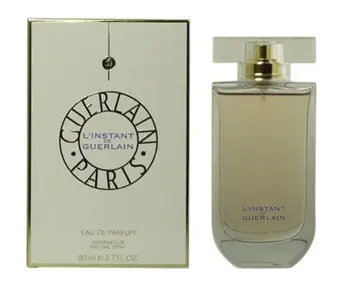 GUERLAIN
L'INSTANT
DE
GUERLAIN
PARIS
EAU DE PARFUM
VAPORISATEUR
NATURAL SPRAY
80ml e 2.7 FL.OZ
L'INSTANT
DE
GUERLAIN